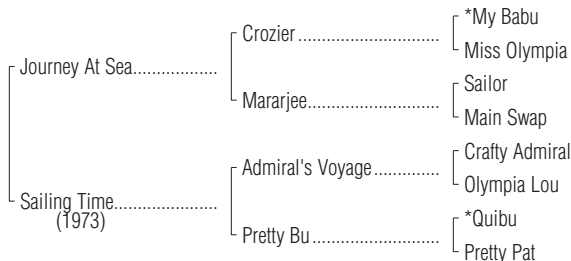 *My Babu
Crozier
Miss Olympia
Journey At Sea
Sailor
Mararjee
Main Swap
Crafty Admiral
Admiral's Voyage
Olympia Lou
Sailing Time
(1973)
*Quibu
Pretty Bu
Pretty Pat